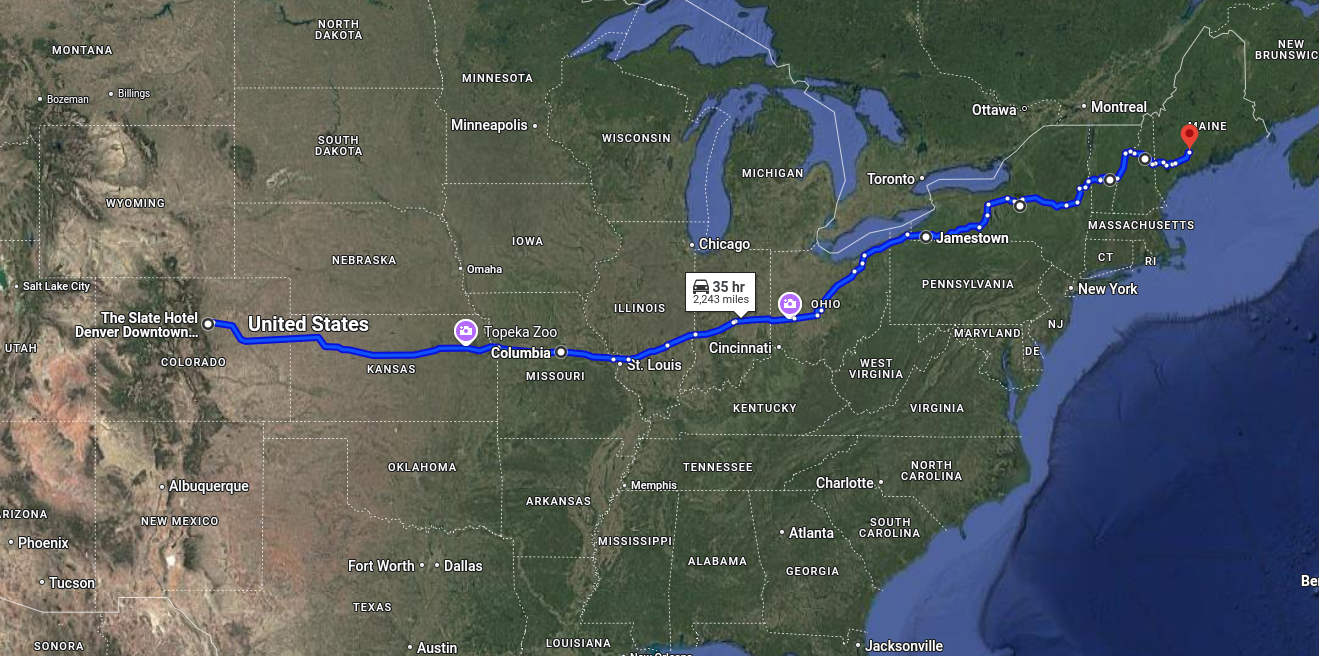 NORTH
DAKOTA
MONTANA
Bozeman
Billings
MINNESOTA
Minneapolis
WISCONSIN
Ottawa
Montreal
NEW
BRUNSWIC
MAINE
SOUTH
DAKOTA
MICHIGAN
Toronto
WYOMING
IOWA
Chicago
Jamestown
MASSACHUSETTS
CT
RI
NEBRASKA
Omaha
Salt Lake City
35 hr
2,243 miles
ILLINOIS
OHIO
PENNSYLVANIA
New York
The Slate Hotel
Denver Downtown...
United States
Topeka Zoo
Columbia
Cincinnati
NJ
MARYLAND
DE
UTAH
COLORADO
KANSAS
MISSOURI
St. Louis
WEST
VIRGINIA
KENTUCKY
VIRGINIA
OKLAHOMA
TENNESSEE
NORTH
CAROLINA
Albuquerque
Memphis
Charlotte
ARKANSAS
RIZONA
NEW MEXICO
SOUTH
CAROLINA
Phoenix
MISSISSIPPI
Atlanta
Fort Worth
Dallas
ALABAMA
GEORGIA
Tucson
Be
TEXAS
SONORA
Austin
LOUISIANA
Jacksonville
New Orleans